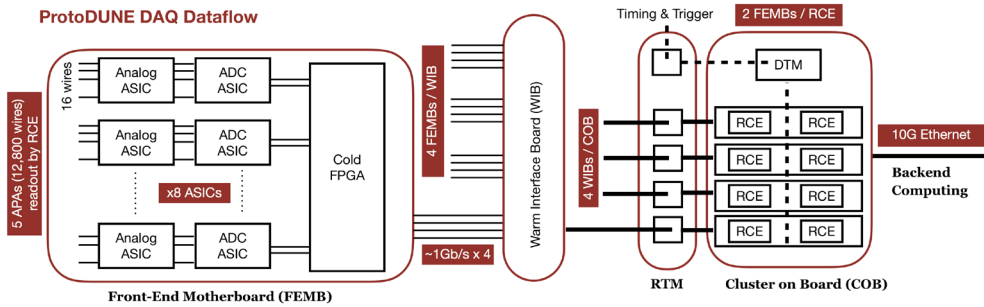 ProtoDUNE DAQ Dataflow
5 APAs (12,800 wires)
readout by RCE
16 wires
Analog
ASIC
ADC
ASIC
Analog
ASIC
ADC
ASIC
x8 ASICs
Analog
ASIC
ADC
ASIC
Cold
FPGA
Front-End Motherboard (FEMB)
4 FEMBs / WIB
~1Gb/s x 4
Warm Interface Board (WIB)
4 WIBs / COB
Timing & Trigger
RTM
2 FEMBs / RCE
DTM
RCE
RCE
RCE
RCE
RCE
RCE
RCE
RCE
Cluster on Board (COB)
10G Ethernet
Backend
Computing